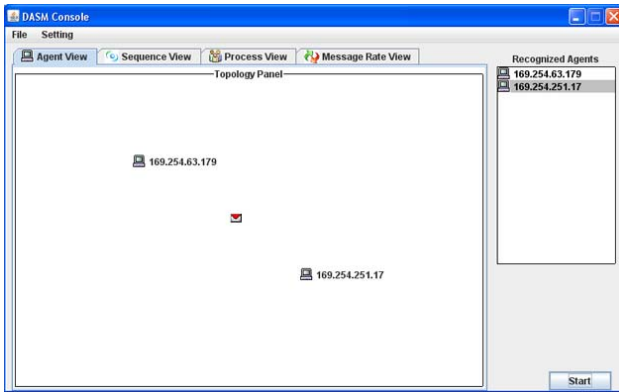 DASM Console
File Setting
Agent View Sequence View Process View Message Rate View
Topology Panel
169.254.63.179
169.254.251.17
Recognized Agents
169.254.63.179
169.254.251.17
Start